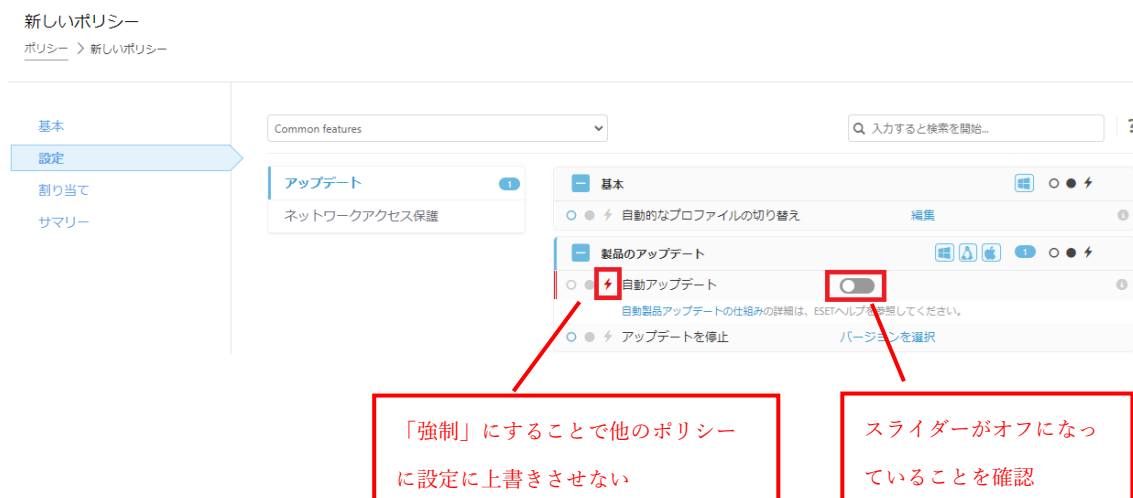 新しいポリシー
ポリシー > 新しいポリシー
基本
設定
割り当て
サマリー
Common features
入力すると検索を開始...
?
アップデート 1
ネットワークアクセス保護
基本
自動的なプロファイルの切り替え 編集
製品のアップデート 1
自動アップデート
自動製品アップデートの仕組みの詳細は、ESETヘルプを参照してください。
アップデートを停止 バージョンを選択
「強制」にすることで他のポリシー
に設定に上書きさせない
スライダーがオフになっ
ていることを確認